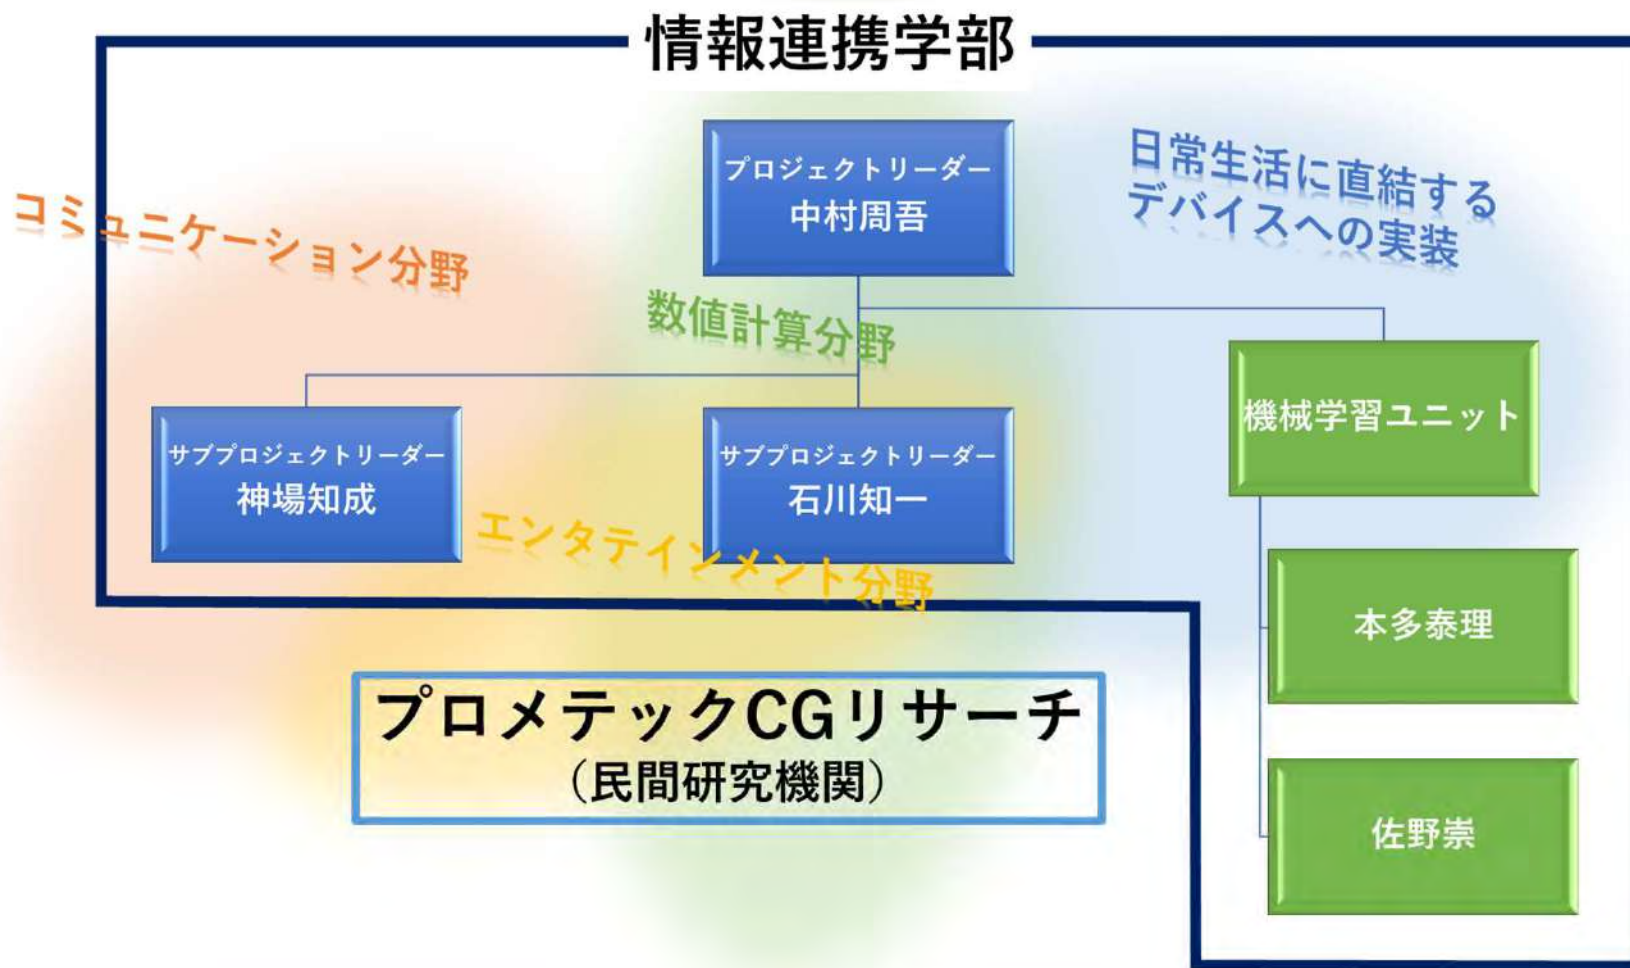 情報連携学部
プロジェクトリーダー
中村周吾
日常生活に直結する
デバイスへの実装
コミュニケーション分野
数値計算分野
サブプロジェクトリーダー
神場知成
サブプロジェクトリーダー
石川知一
機械学習ユニット
エンタテインメント分野
本多泰理
プロメテックCGリサーチ
（民間研究機関）
佐野崇